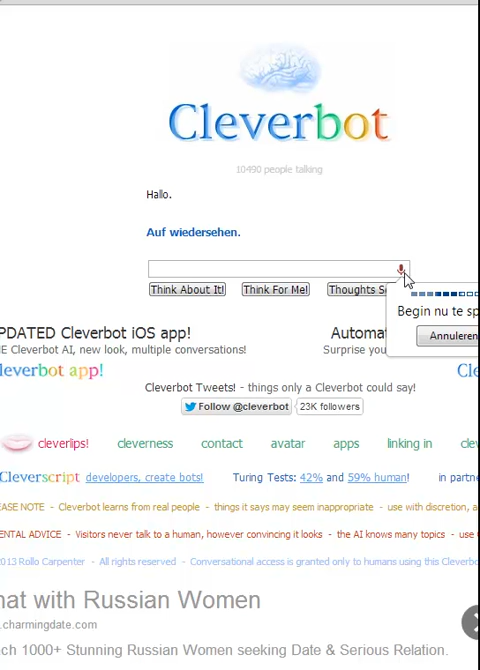 Cleverbot
10490 people talking
Hallo.
Auf wiedersehen.
Think About It! Think For Me! Thoughts S
Begin nu te sp
Annuleren
PDATED Cleverbot iOS app! Automa
E Cleverbot AI, new look, multiple conversations! Surprise you
leverbot app! Cle
Cleverbot Tweets! - things only a Cleverbot could say!
Follow @cleverbot 23K followers
cleverlips! cleverness contact avatar apps linking in clev
Cleverscript developers, create bots! Turing Tests: 42% and 59% human! in partne
EASE NOTE - Cleverbot learns from real people - things it says may seem inappropriate - use with discretion, a
ENTAL ADVICE - Visitors never talk to a human, however convincing it looks - the AI knows many topics - use
2013 Rollo Carpenter - All rights reserved - Conversational access is granted only to humans using this Cleverbo
hat with Russian Women
.charmingdate.com
ch 1000+ Stunning Russian Women seeking Date & Serious Relation.